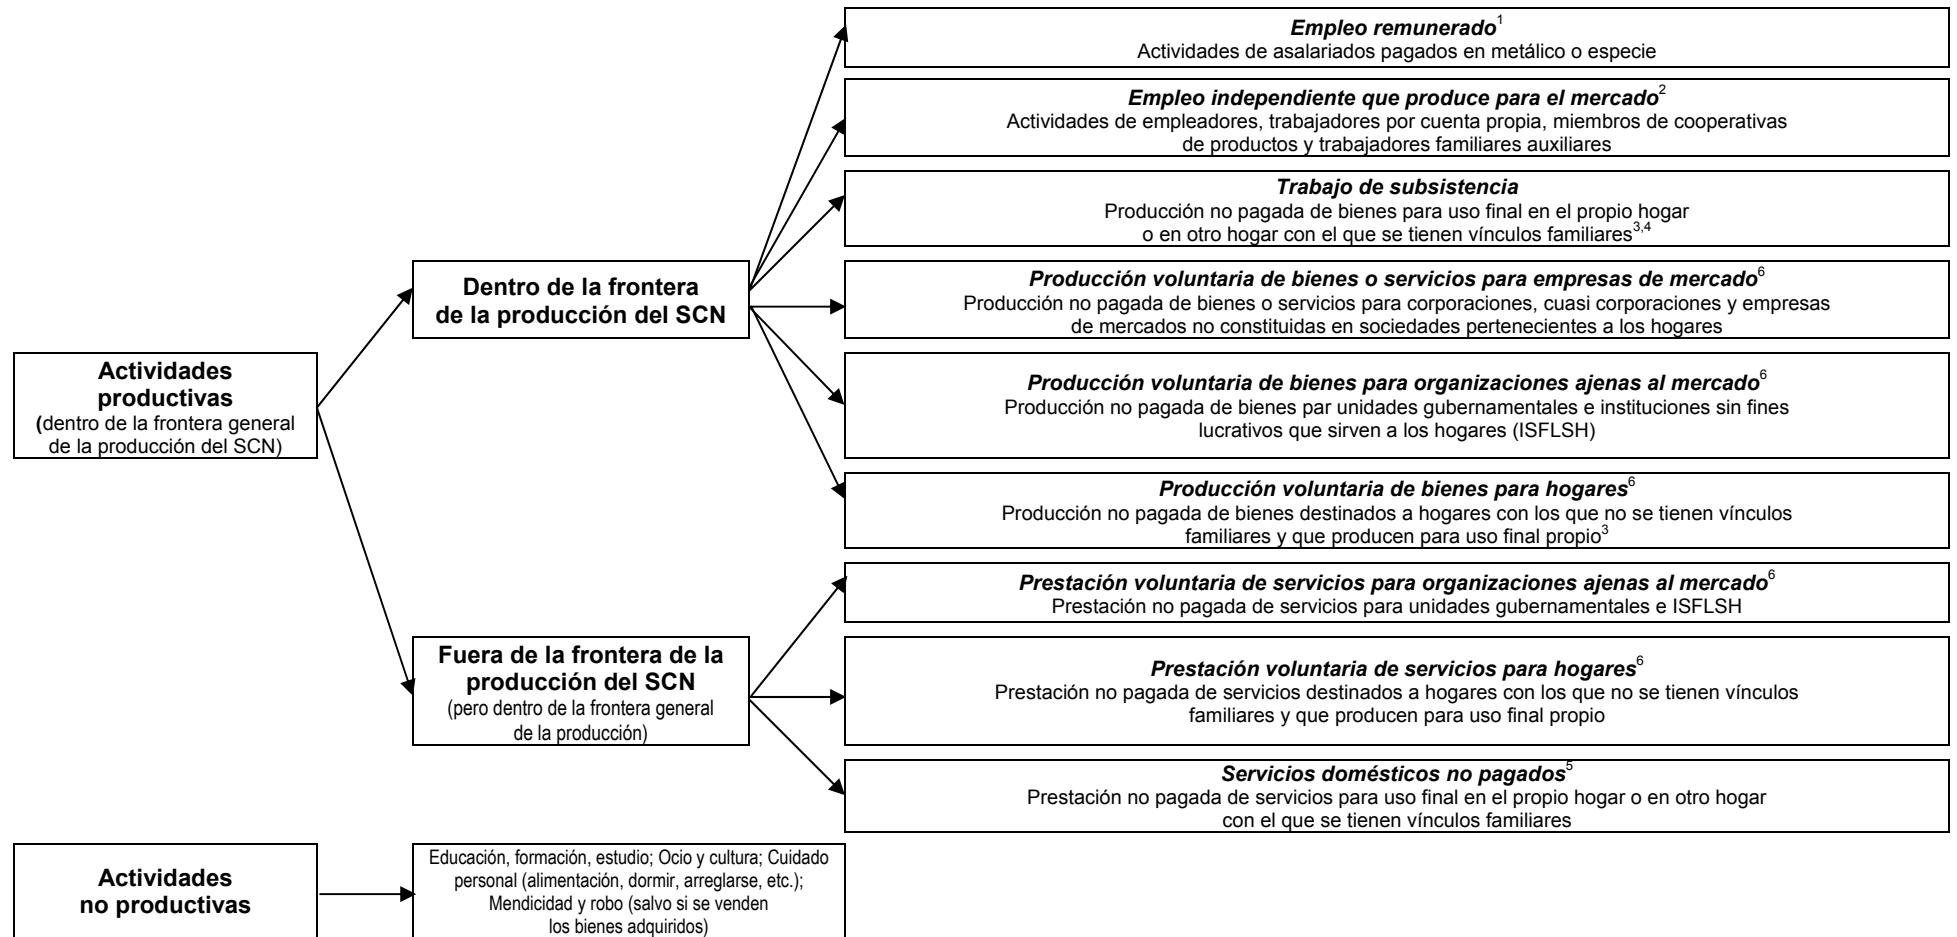 Empleo remunerado¹
Actividades de asalariados pagados en metálico o especie
Empleo independiente que produce para el mercado²
Actividades de empleadores, trabajadores por cuenta propia, miembros de cooperativas
de productos y trabajadores familiares auxiliares
Trabajo de subsistencia
Producción no pagada de bienes para uso final en el propio hogar
o en otro hogar con el que se tienen vínculos familiares³,⁴
Dentro de la frontera
de la producción del SCN
Producción voluntaria de bienes o servicios para empresas de mercado⁶
Producción no pagada de bienes o servicios para corporaciones, cuasi corporaciones y empresas
de mercados no constituidas en sociedades pertenecientes a los hogares
Actividades
productivas
(dentro de la frontera general
de la producción del SCN)
Producción voluntaria de bienes para organizaciones ajenas al mercado⁶
Producción no pagada de bienes par unidades gubernamentales e instituciones sin fines
lucrativos que sirven a los hogares (ISFLSH)
Producción voluntaria de bienes para hogares⁶
Producción no pagada de bienes destinados a hogares con los que no se tienen vínculos
familiares y que producen para uso final propio³
Prestación voluntaria de servicios para organizaciones ajenas al mercado⁶
Prestación no pagada de servicios para unidades gubernamentales e ISFLSH
Fuera de la frontera de la
producción del SCN
(pero dentro de la frontera general
de la producción)
Prestación voluntaria de servicios para hogares⁶
Prestación no pagada de servicios destinados a hogares con los que no se tienen vínculos
familiares y que producen para uso final propio
Servicios domésticos no pagados⁵
Prestación no pagada de servicios para uso final en el propio hogar o en otro hogar
con el que se tienen vínculos familiares
Actividades
no productivas
Educación, formación, estudio; Ocio y cultura; Cuidado
personal (alimentación, dormir, arreglarse, etc.);
Mendicidad y robo (salvo si se venden
los bienes adquiridos)